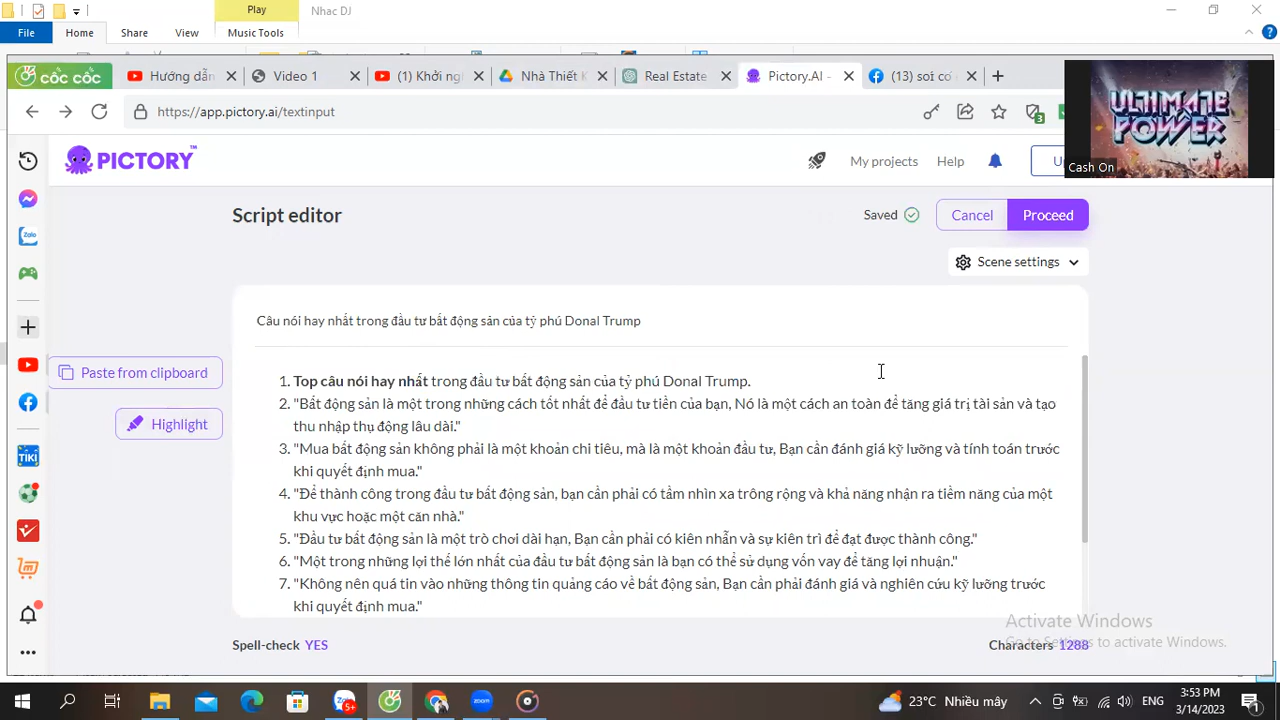 Play
Nhac DJ
File
Home
Share
View
Music Tools
cốc cốc
Hướng dẫn
Video 1
(1) Khởi ng
Nhà Thiết K
Real Estate
Pictory.AI -
(13) soi cơ
https://app.pictory.ai/textinput
3
ULTIMATE
POWER
Cash On
PICTORY™
My projects
Help
Script editor
Saved
Cancel
Proceed
Scene settings
Câu nói hay nhất trong đầu tư bất động sản của tỷ phú Donal Trump
Paste from clipboard
Highlight
1. Top câu nói hay nhất trong đầu tư bất động sản của tỷ phú Donal Trump.
2. "Bất động sản là một trong những cách tốt nhất để đầu tư tiền của bạn, Nó là một cách an toàn để tăng giá trị tài sản và tạo
thu nhập thụ động lâu dài."
3. "Mua bất động sản không phải là một khoản chi tiêu, mà là một khoản đầu tư, Bạn cần đánh giá kỹ lưỡng và tính toán trước
khi quyết định mua."
4. "Để thành công trong đầu tư bất động sản, bạn cần phải có tầm nhìn xa trông rộng và khả năng nhận ra tiềm năng của một
khu vực hoặc một căn nhà."
5. "Đầu tư bất động sản là một trò chơi dài hạn, Bạn cần phải có kiên nhẫn và sự kiên trì để đạt được thành công."
6. "Một trong những lợi thế lớn nhất của đầu tư bất động sản là bạn có thể sử dụng vốn vay để tăng lợi nhuận."
7. "Không nên quá tin vào những thông tin quảng cáo về bất động sản, Bạn cần phải đánh giá và nghiên cứu kỹ lưỡng trước
khi quyết định mua."
Zalo
TIKI
Spell-check YES
Characters 1288
Activate Windows
Go to Settings to activate Windows.
5+
zoom
23°C Nhiều mây
ENG
3:53 PM
3/14/2023
1